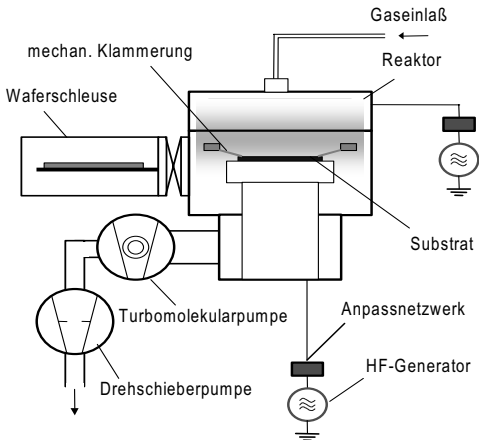 Gaseinlaß
mechan. Klammerung
Reaktor
Waferschleuse
Substrat
Turbomolekularpumpe
Anpassnetzwerk
HF-Generator
Drehschieberpumpe